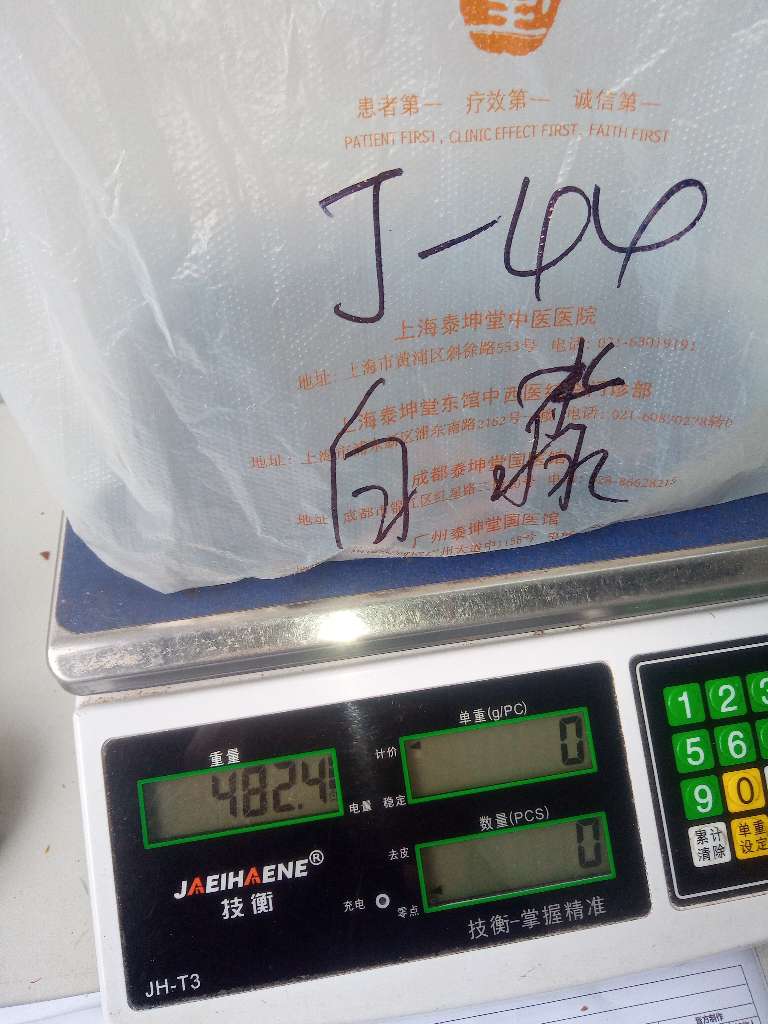 患者第一 疗效第一 诚信第一
PATIENT FIRST, CLINIC EFFECT FIRST, FAITH FIRST
J-44
上海泰坤堂中医医院
地址：上海市黄浦区斜徐路553号 电话：021-63019191
上海泰坤堂东馆中西医
成都泰坤堂国医馆
广州泰坤堂国医馆
白
重量
482.4
电量
单重(g/PC)
计价
0
稳定
数量(PCS)
去皮
0
充电 零点
JAEIHAENE®
技衡
技衡-掌握精准
JH-T3
1 2 3
5 6
9 0
累计清除
单重设定